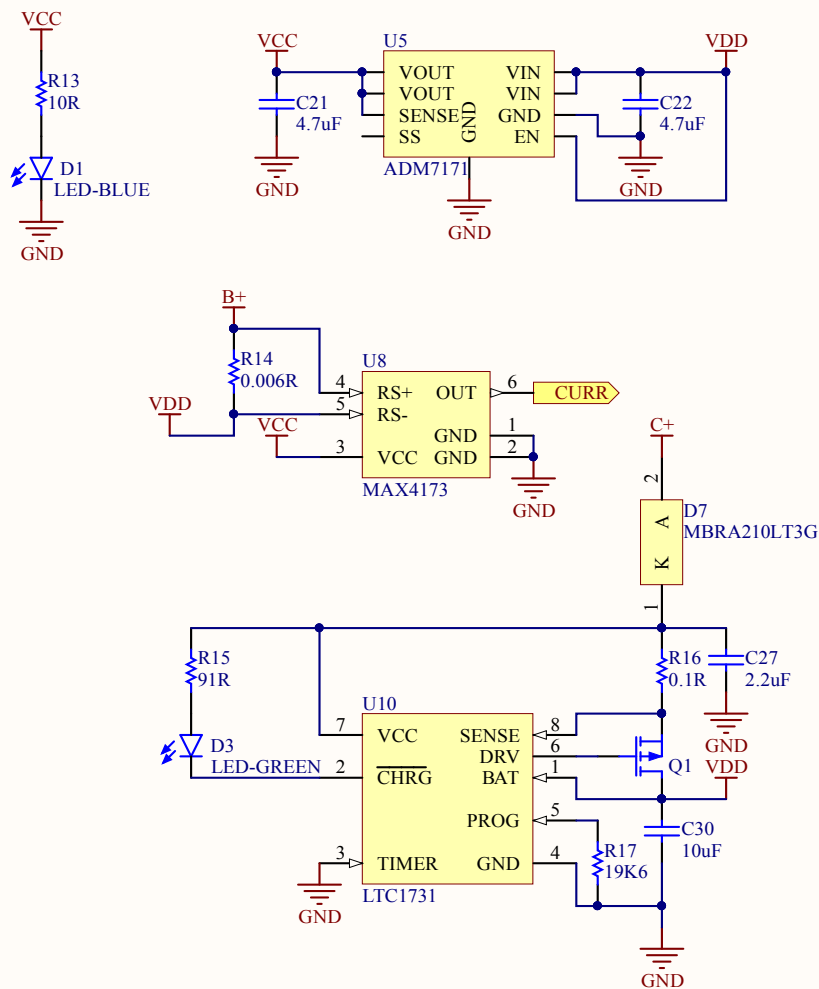 VCC
R13
10R
D1
LED-BLUE
GND
VCC
C21
4.7uF
GND
U5
VOUT
VOUT
SENSE
SS
GND
VIN
VIN
GND
EN
ADM7171
GND
VDD
C22
4.7uF
GND
B+
R14
0.006R
VDD
VCC
U8
4
RS+
5
RS-
3
VCC
OUT
6
CURR
GND
1
GND
2
MAX4173
GND
C+
2
A
K
D7
MBRA210LT3G
1
R15
91R
D3
LED-GREEN
R16
0.1R
C27
2.2uF
GND
U10
7
VCC
2
CHRG
3
TIMER
SENSE
8
DRV
6
BAT
1
PROG
5
GND
4
LTC1731
GND
Q1
VDD
R17
19K6
C30
10uF
GND